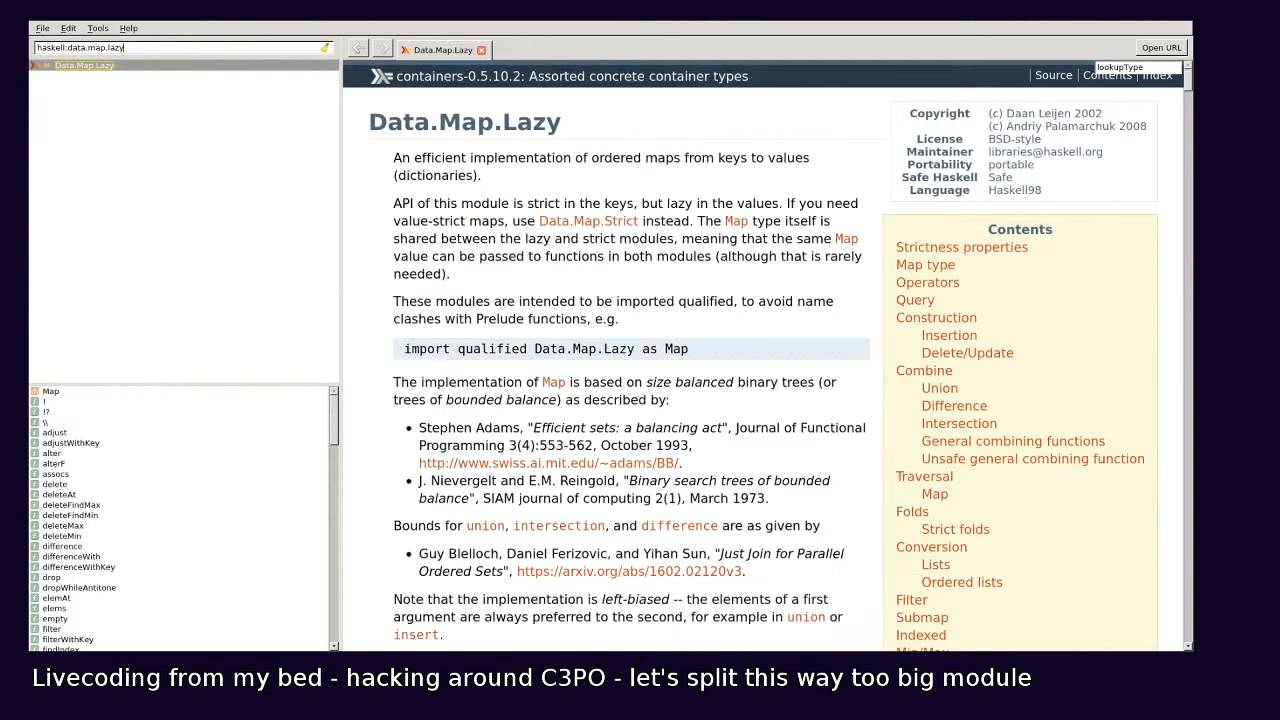 File Edit Tools Help
haskell:data.map.lazy
Data.Map.Lazy
Open URL
lookupType
M Data.Map.Lazy
containers-0.5.10.2: Assorted concrete container types
Source Contents Index
Data.Map.Lazy
Copyright (c) Daan Leijen 2002
(c) Andriy Palamarchuk 2008
License BSD-style
Maintainer libraries@haskell.org
Portability portable
Safe Haskell Safe
Language Haskell98
An efficient implementation of ordered maps from keys to values
(dictionaries).
API of this module is strict in the keys, but lazy in the values. If you need
value-strict maps, use Data.Map.Strict instead. The Map type itself is
shared between the lazy and strict modules, meaning that the same Map
value can be passed to functions in both modules (although that is rarely
needed).
These modules are intended to be imported qualified, to avoid name
clashes with Prelude functions, e.g.
import qualified Data.Map.Lazy as Map
The implementation of Map is based on size balanced binary trees (or
trees of bounded balance) as described by:
• Stephen Adams, "Efficient sets: a balancing act", Journal of Functional
Programming 3(4):553-562, October 1993,
http://www.swiss.ai.mit.edu/~adams/BB/.
• J. Nievergelt and E.M. Reingold, "Binary search trees of bounded
balance", SIAM journal of computing 2(1), March 1973.
Bounds for union, intersection, and difference are as given by
• Guy Blelloch, Daniel Ferizovic, and Yihan Sun, "Just Join for Parallel
Ordered Sets", https://arxiv.org/abs/1602.02120v3.
Note that the implementation is left-biased -- the elements of a first
argument are always preferred to the second, for example in union or
insert.
Contents
Strictness properties
Map type
Operators
Query
Construction
Insertion
Delete/Update
Combine
Union
Difference
Intersection
General combining functions
Unsafe general combining function
Traversal
Map
Folds
Strict folds
Conversion
Lists
Ordered lists
Filter
Submap
Indexed
Map
!
!?
\\
adjust
adjustWithKey
alter
alterF
assocs
delete
deleteAt
deleteFindMax
deleteFindMin
deleteMax
deleteMin
difference
differenceWith
differenceWithKey
drop
dropWhileAntitone
elemAt
elems
empty
filter
filterWithKey
findIndex
Livecoding from my bed - hacking around C3PO - let's split this way too big module